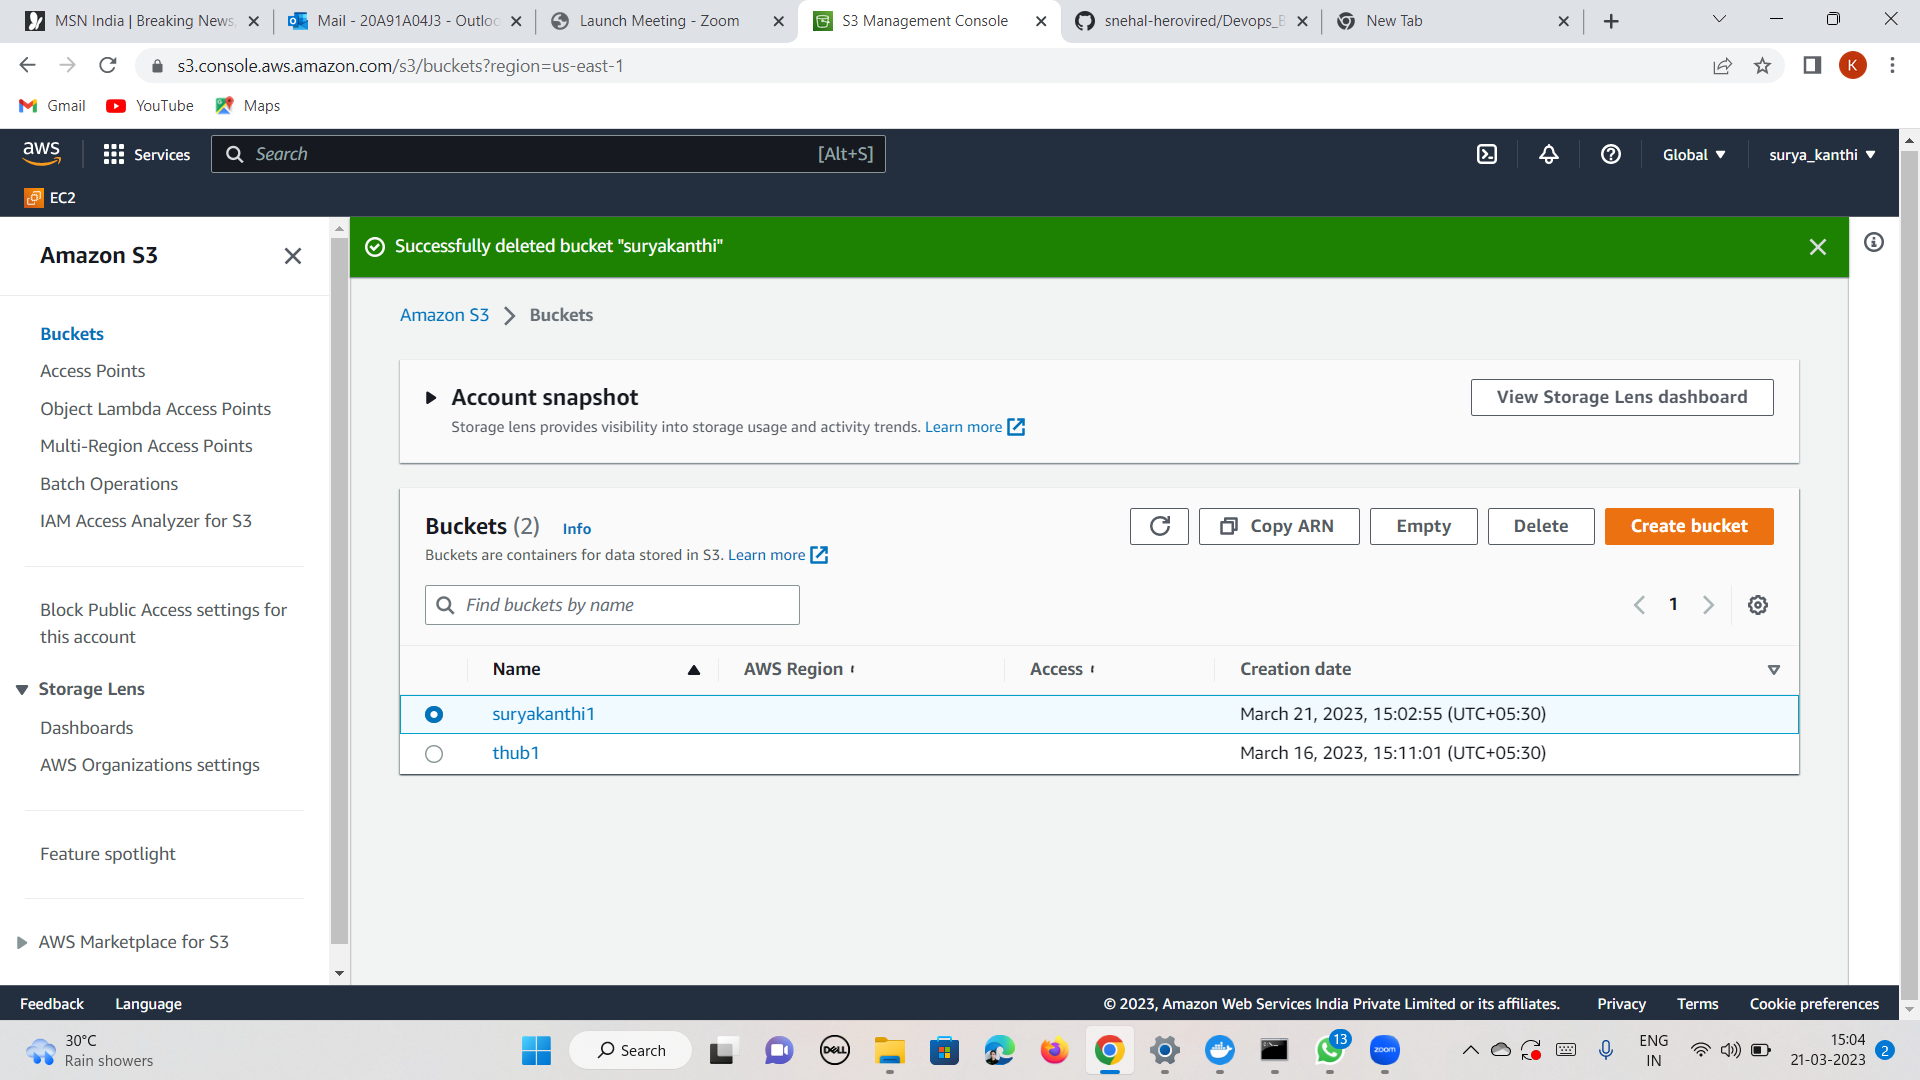 MSN India | Breaking News,
Mail - 20A91A04J3 - Outloo
Launch Meeting - Zoom
S3 Management Console
snehal-herovired/Devops_B
New Tab
s3.console.aws.amazon.com/s3/buckets?region=us-east-1
K
Gmail
YouTube
Maps
aws
Services
Search
[Alt+S]
Global
surya_kanthi
EC2
Amazon S3
Successfully deleted bucket "suryakanthi"
Amazon S3
Buckets
Buckets
Access Points
Object Lambda Access Points
Multi-Region Access Points
Batch Operations
IAM Access Analyzer for S3
Block Public Access settings for
this account
Storage Lens
Dashboards
AWS Organizations settings
Feature spotlight
AWS Marketplace for S3
Account snapshot
View Storage Lens dashboard
Storage lens provides visibility into storage usage and activity trends. Learn more
Buckets (2) Info
Copy ARN
Empty
Delete
Create bucket
Buckets are containers for data stored in S3. Learn more
Find buckets by name
1
Name
AWS Region
Access
Creation date
suryakanthi1
March 21, 2023, 15:02:55 (UTC+05:30)
thub1
March 16, 2023, 15:11:01 (UTC+05:30)
Feedback
Language
© 2023, Amazon Web Services India Private Limited or its affiliates.
Privacy
Terms
Cookie preferences
30°C
Rain showers
Search
DELL
13
zoom
ENG
IN
15:04
21-03-2023
2